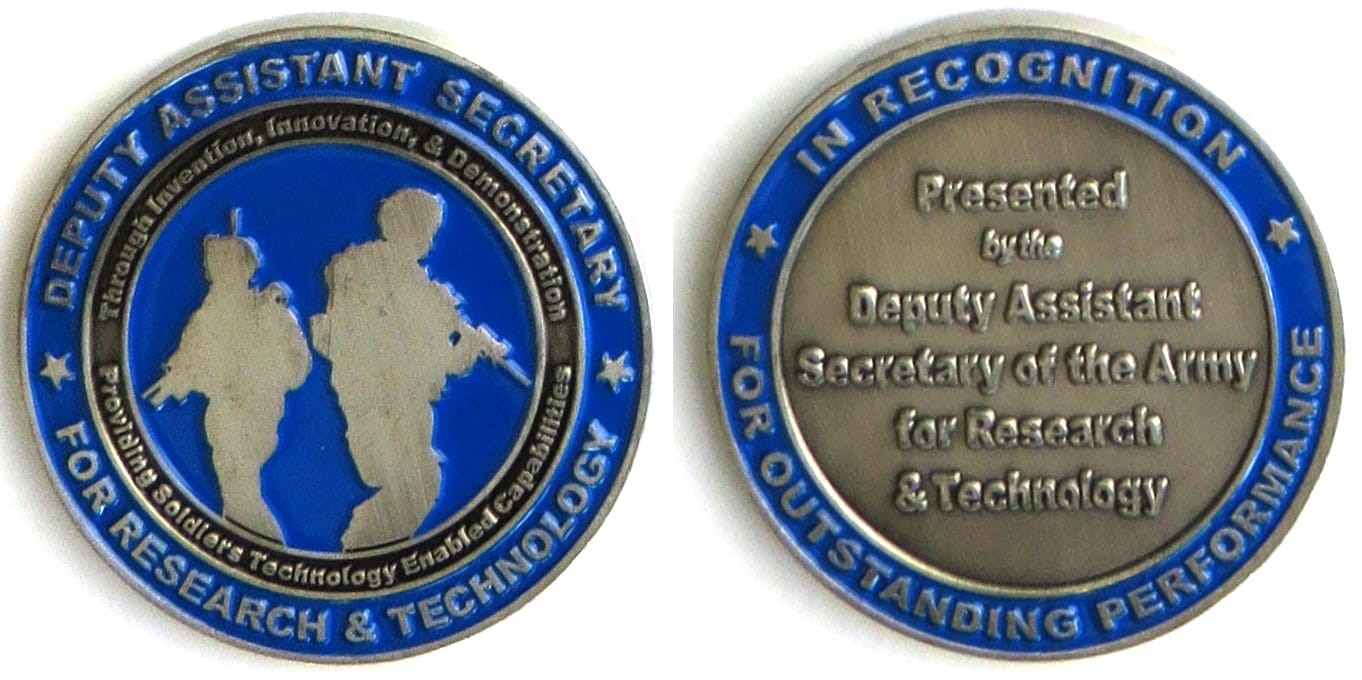 DEPUTY ASSISTANT SECRETARY
FOR RESEARCH & TECHNOLOGY
Through Invention, Innovation, & Demonstration
Providing Soldiers Technology Enabled Capabilities
IN RECOGNITION
FOR OUTSTANDING PERFORMANCE
Presented
by the
Deputy Assistant
Secretary of the Army
for Research
& Technology